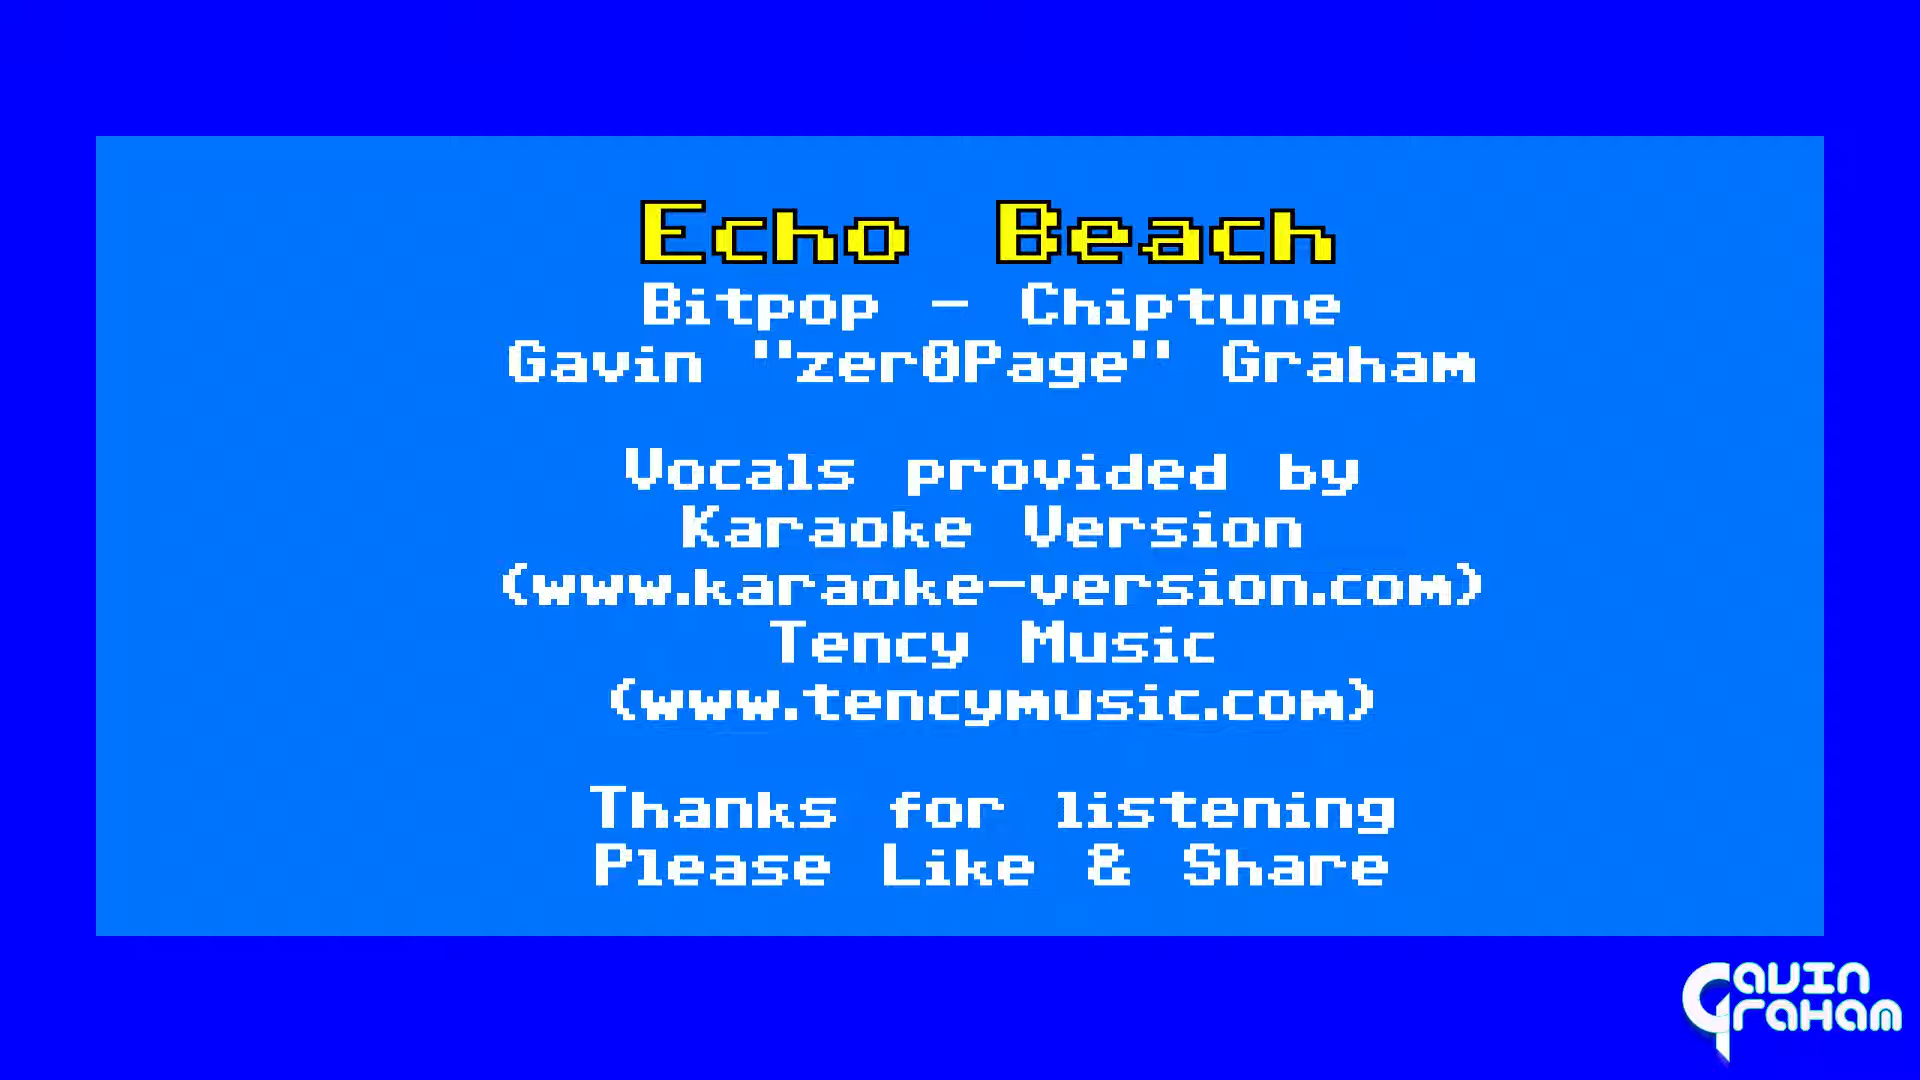 Echo Beach
Bitpop - Chiptune
Gavin "zer0Page" Graham
Vocals provided by
Karaoke Version
(www.karaoke-version.com)
Tency Music
(www.tencymusic.com)
Thanks for listening
Please Like & Share
Gavin
Graham